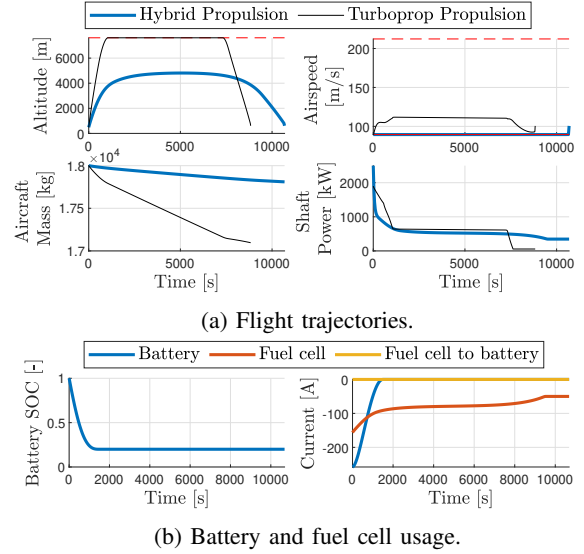 Hybrid Propulsion Turboprop Propulsion
Altitude [m]
6000
4000
2000
0
0 5000 10000
Airspeed [m/s]
200
150
100
0 5000 10000
Aircraft Mass [kg]
×10⁴
1.8
1.75
1.7
0 5000 10000
Time [s]
Shaft Power [kW]
2000
1000
0
0 5000 10000
Time [s]
(a) Flight trajectories.
Battery Fuel cell Fuel cell to battery
Battery SOC [-]
1
0.5
0
0 2000 4000 6000 8000 10000
Time [s]
Current [A]
0
-100
-200
0 2000 4000 6000 8000 10000
Time [s]
(b) Battery and fuel cell usage.